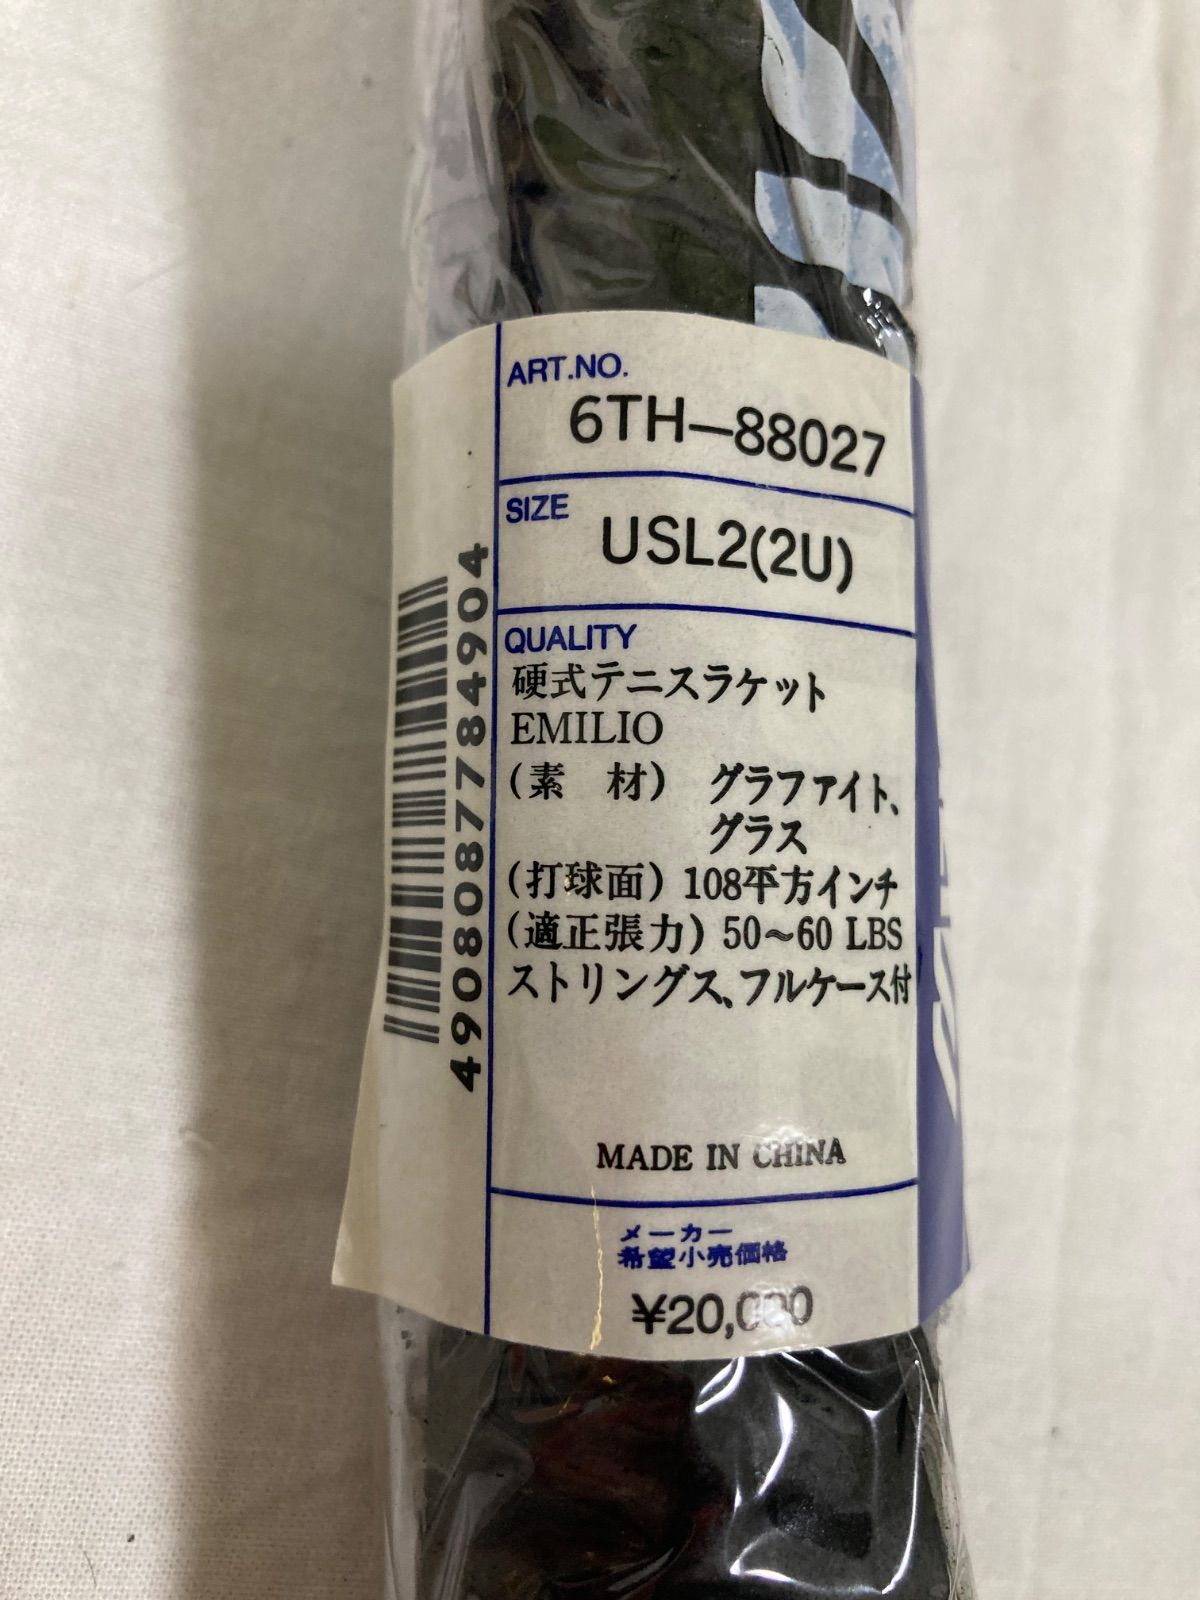 ART.NO.
6TH-88027
SIZE
USL2(2U)
QUALITY
硬式テニスラケット
EMILIO
(素 材) グラファイト、
グラス
(打球面) 108平方インチ
(適正張力) 50~60 LBS
ストリングス、フルケース付
MADE IN CHINA
メーカー
希望小売価格
¥20,000
4908087784904